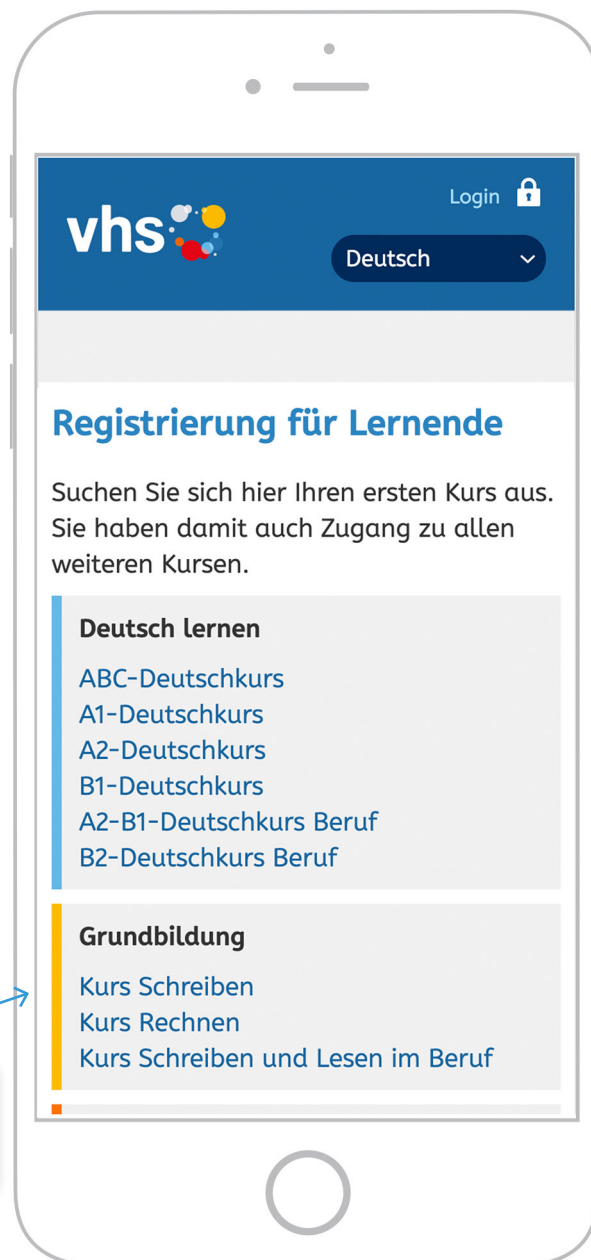 vhs
Login
Deutsch
Registrierung für Lernende
Suchen Sie sich hier Ihren ersten Kurs aus.
Sie haben damit auch Zugang zu allen
weiteren Kursen.
Deutsch lernen
ABC-Deutschkurs
A1-Deutschkurs
A2-Deutschkurs
B1-Deutschkurs
A2-B1-Deutschkurs Beruf
B2-Deutschkurs Beruf
Grundbildung
Kurs Schreiben
Kurs Rechnen
Kurs Schreiben und Lesen im Beruf